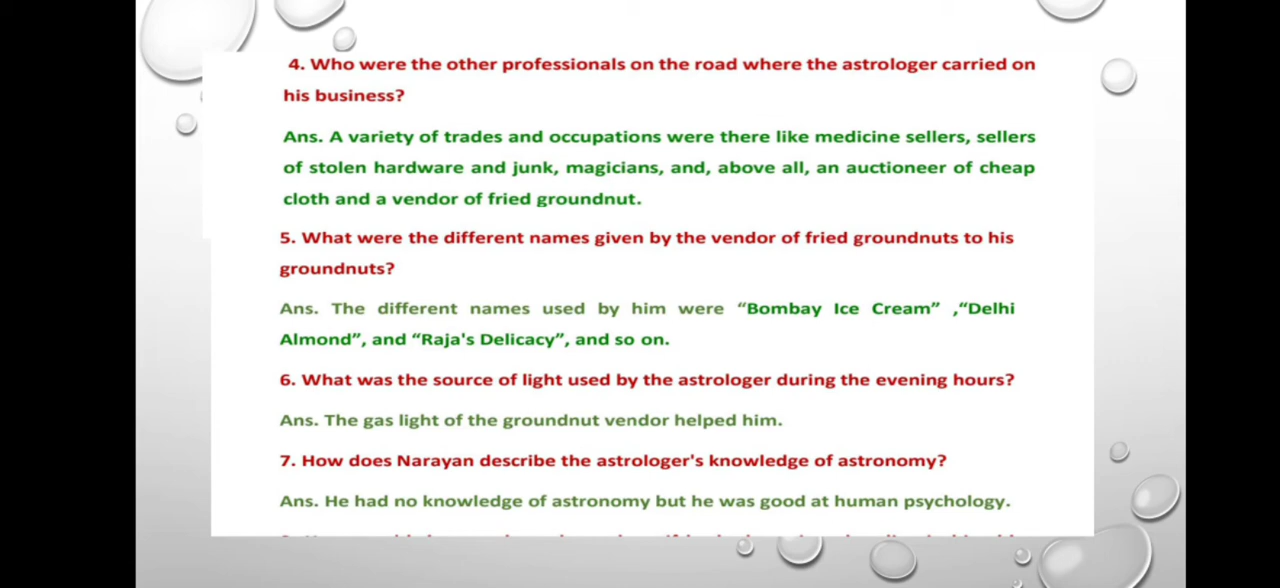 4. Who were the other professionals on the road where the astrologer carried on
his business?
Ans. A variety of trades and occupations were there like medicine sellers, sellers
of stolen hardware and junk, magicians, and, above all, an auctioneer of cheap
cloth and a vendor of fried groundnut.
5. What were the different names given by the vendor of fried groundnuts to his
groundnuts?
Ans. The different names used by him were “Bombay Ice Cream” ,“Delhi
Almond”, and “Raja's Delicacy”, and so on.
6. What was the source of light used by the astrologer during the evening hours?
Ans. The gas light of the groundnut vendor helped him.
7. How does Narayan describe the astrologer's knowledge of astronomy?
Ans. He had no knowledge of astronomy but he was good at human psychology.